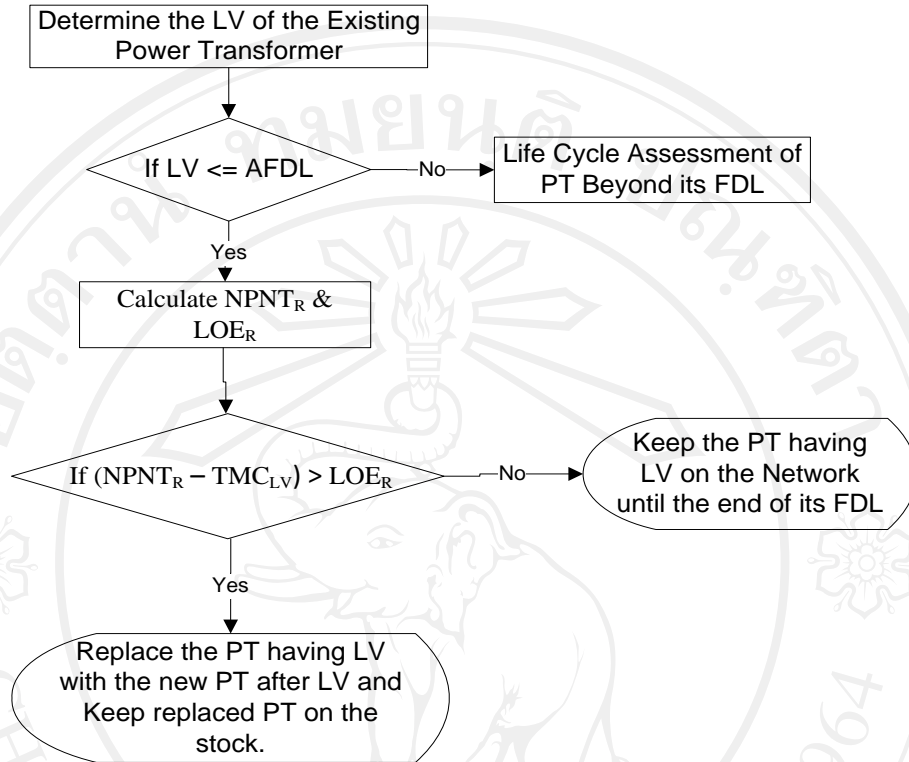 Determine the LV of the Existing
Power Transformer
If LV <= AFDL
No
Life Cycle Assessment of
PT Beyond its FDL
Yes
Calculate NPNT_R &
LOE_R
If (NPNT_R – TMC_LV) > LOE_R
No
Keep the PT having
LV on the Network
until the end of its FDL
Yes
Replace the PT having LV
with the new PT after LV and
Keep replaced PT on the
stock.
964